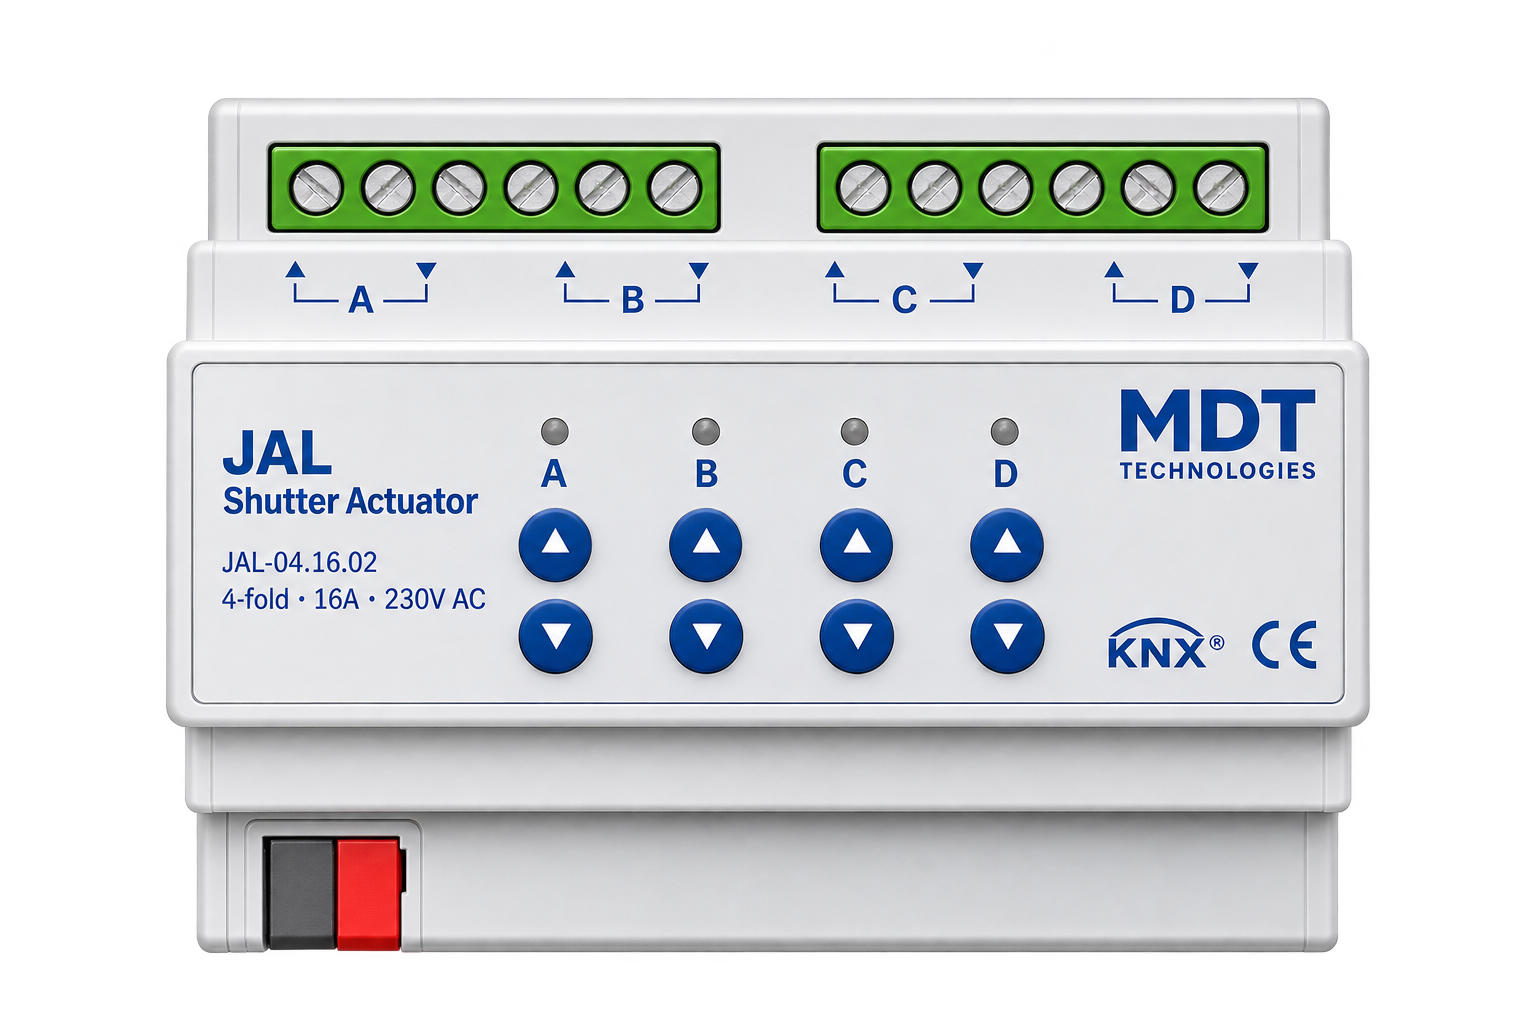 A B C D
MDT
TECHNOLOGIES
JAL
Shutter Actuator
JAL-04.16.02
4-fold • 16A • 230V AC
A B C D
KNX® CE